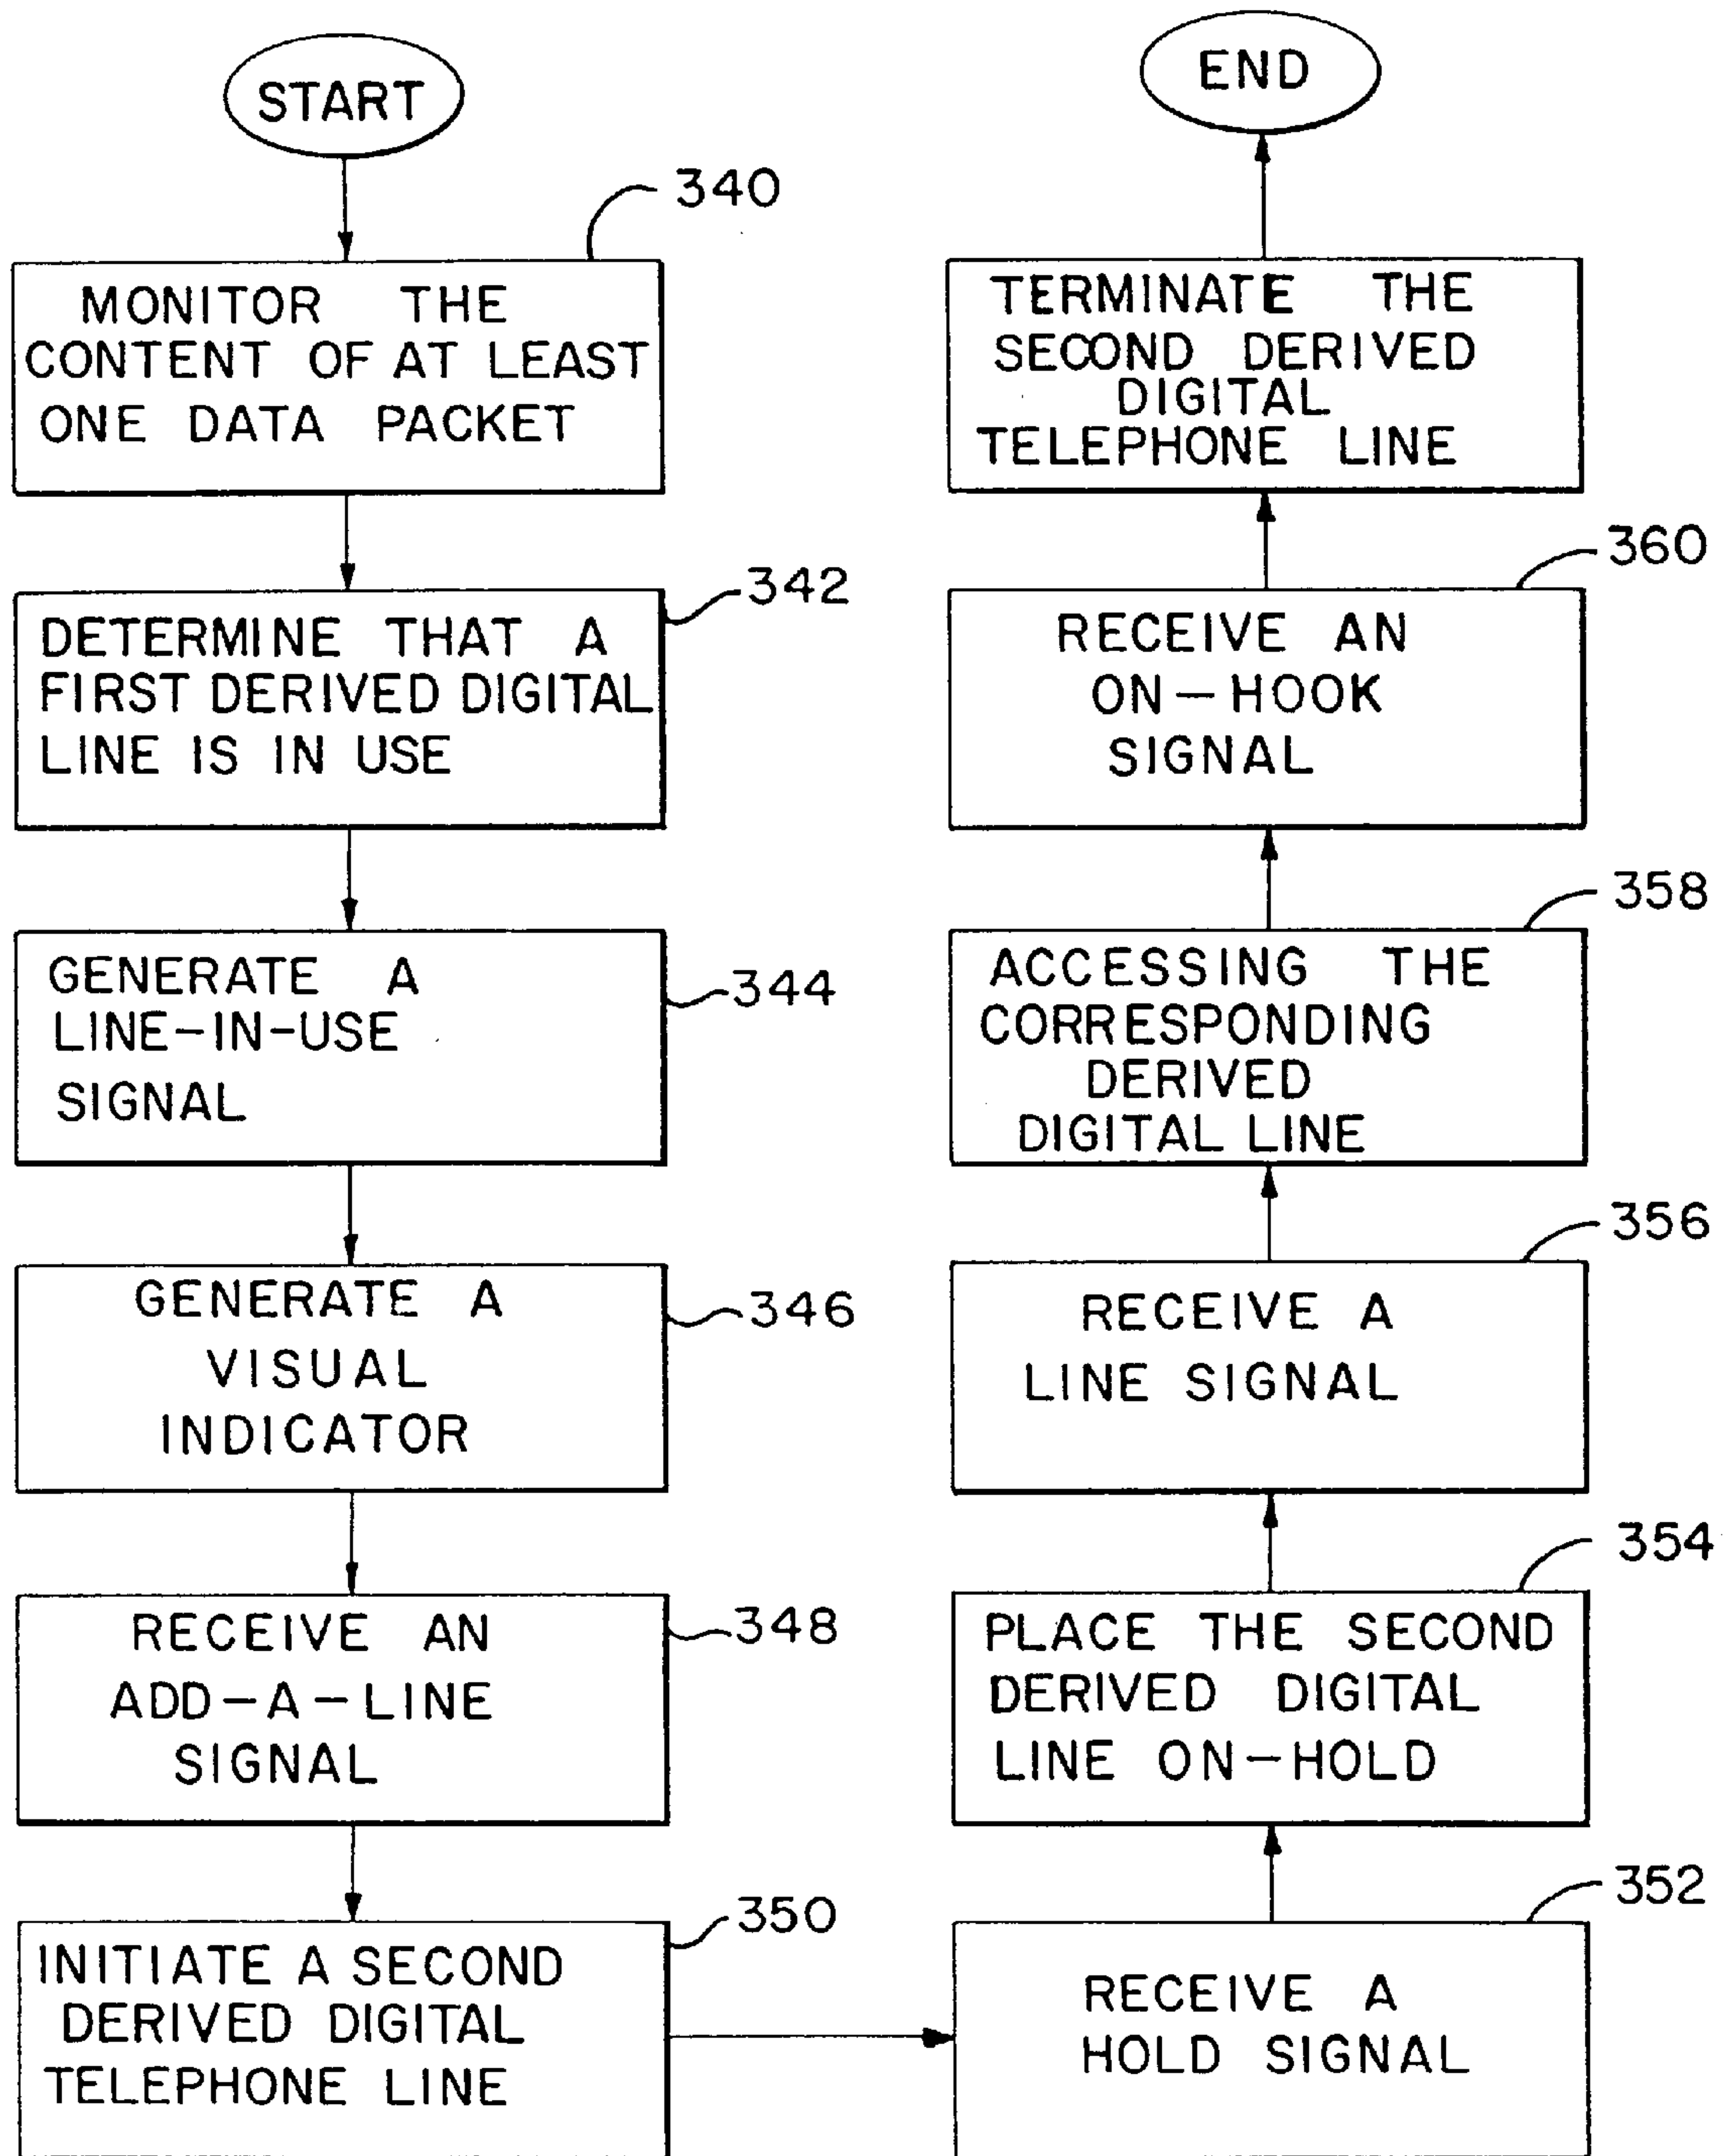 START
340
MONITOR THE
CONTENT OF AT LEAST
ONE DATA PACKET
342
DETERMINE THAT A
FIRST DERIVED DIGITAL
LINE IS IN USE
344
GENERATE A
LINE-IN-USE
SIGNAL
346
GENERATE A
VISUAL
INDICATOR
348
RECEIVE AN
ADD-A-LINE
SIGNAL
350
INITIATE A SECOND
DERIVED DIGITAL
TELEPHONE LINE
352
RECEIVE A
HOLD SIGNAL
354
PLACE THE SECOND
DERIVED DIGITAL
LINE ON-HOLD
356
RECEIVE A
LINE SIGNAL
358
ACCESSING THE
CORRESPONDING
DERIVED
DIGITAL LINE
360
RECEIVE AN
ON-HOOK
SIGNAL
TERMINATE THE
SECOND DERIVED
DIGITAL
TELEPHONE LINE
END